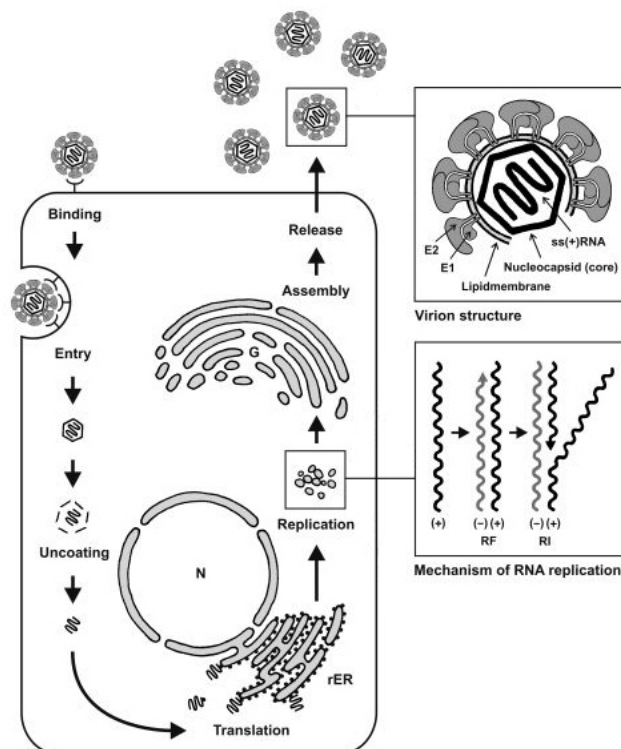 Binding
Entry
Uncoating
Translation
rER
N
Replication
G
Assembly
Release
E2
E1
ss(+)RNA
Nucleocapsid (core)
Lipidmembrane
Virion structure
(+) (−) (+) (−) (+)
RF RI
Mechanism of RNA replication